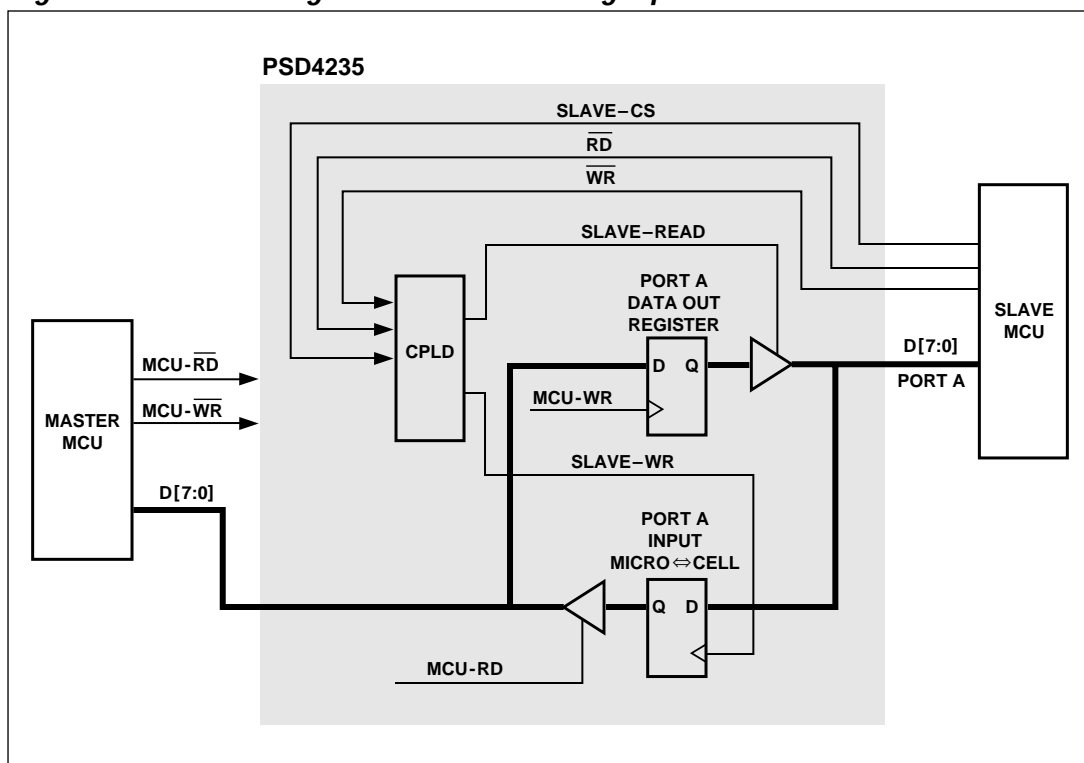 PSD4235
SLAVE–CS
RD
WR
SLAVE–READ
PORT A
DATA OUT
REGISTER
SLAVE
MCU
CPLD
D Q
D[7:0]
PORT A
MCU-RD
MCU-WR
MASTER
MCU
MCU-WR
SLAVE–WR
D[7:0]
PORT A
INPUT
MICRO⇔CELL
Q D
MCU-RD